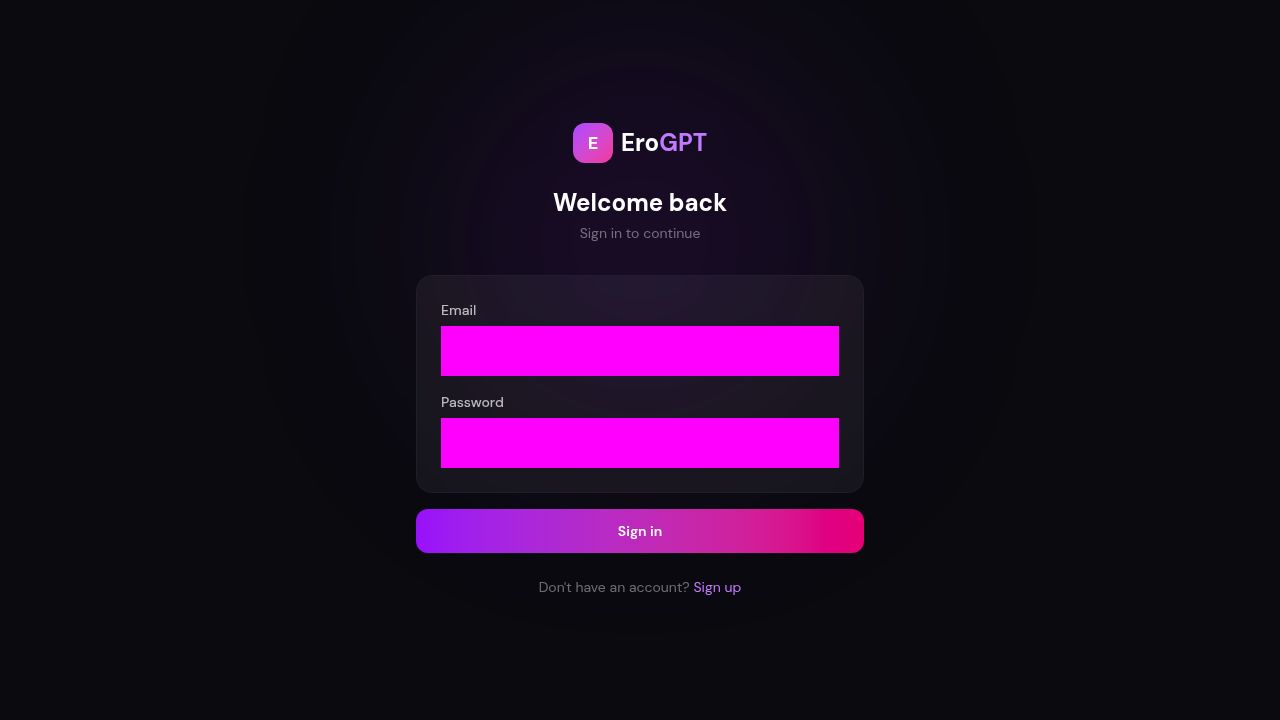 E
EroGPT
Welcome back
Sign in to continue
Email
Password
Sign in
Don't have an account? Sign up